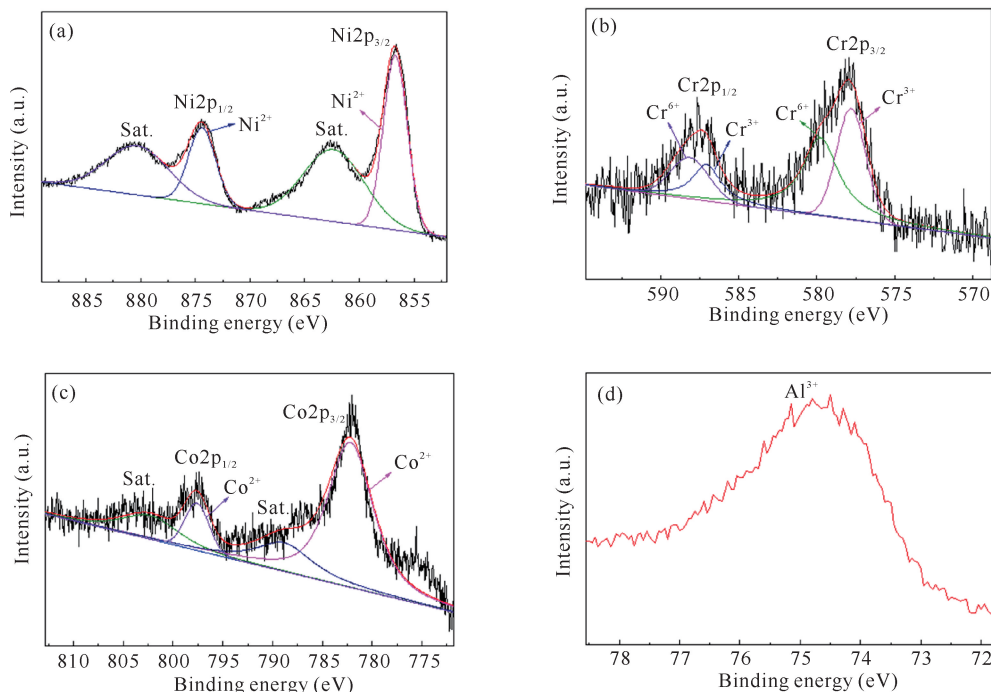 (a)
Ni2p3/2
Ni2p1/2
Ni2+
Ni2+
Sat.
Sat.
Intensity (a.u.)
885 880 875 870 865 860 855
Binding energy (eV)
(b)
Cr2p3/2
Cr2p1/2
Cr6+
Cr3+
Cr6+
Cr3+
Intensity (a.u.)
590 585 580 575 570
Binding energy (eV)
(c)
Co2p3/2
Co2p1/2
Sat.
Co2+
Co2+
Sat.
Intensity (a.u.)
810 805 800 797 790 785 782 780 775
Binding energy (eV)
(d)
Al3+
Intensity (a.u.)
78 77 76 75 74 73 72
Binding energy (eV)